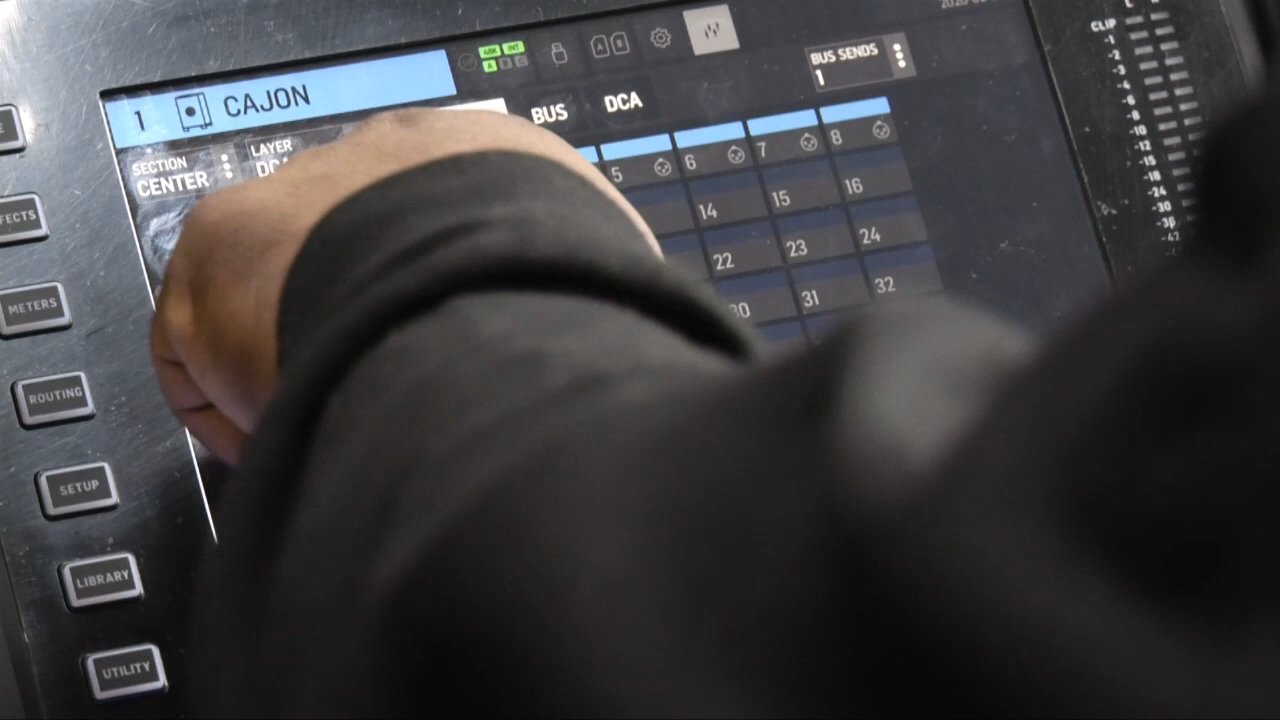 1 CAJON
48K INT
A
A B
BUS SENDS
1
SECTION
CENTER
LAYER
BUS
DCA
5 6 7 8
14 15 16
22 23 24
30 31 32
METERS
ROUTING
SETUP
LIBRARY
UTILITY
CLIP
-1
-2
-3
-4
-6
-8
-10
-12
-15
-18
-24
-30
-36
-42